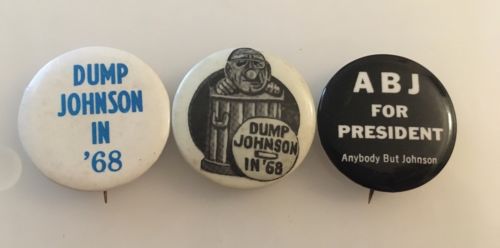 DUMP
JOHNSON
IN
'68
DUMP
JOHNSON
IN '68
ABJ
FOR
PRESIDENT
Anybody But Johnson